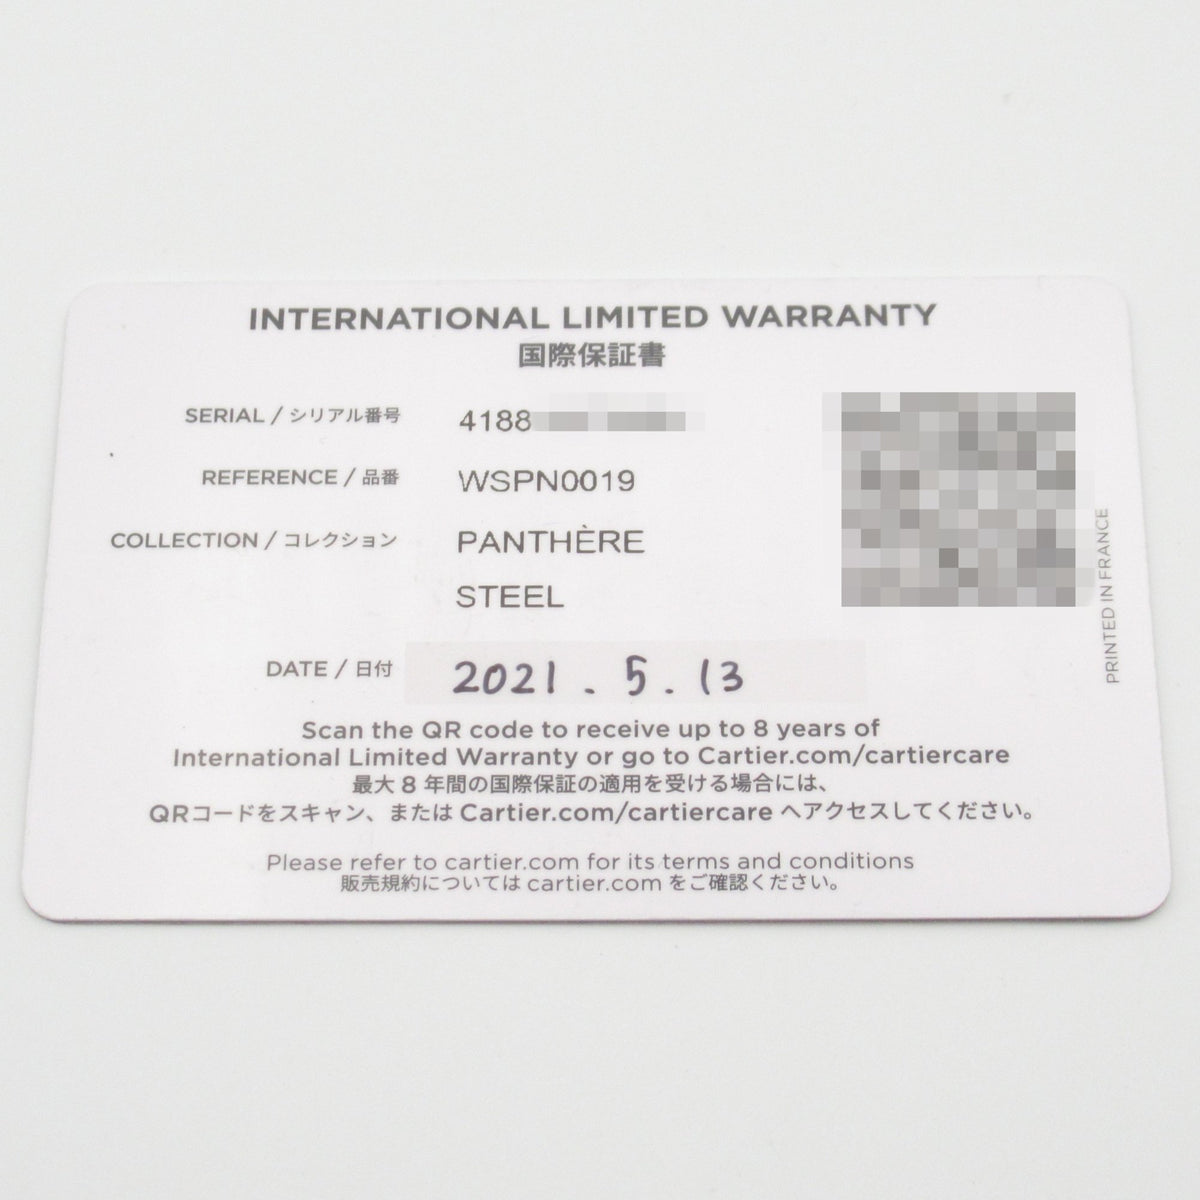 INTERNATIONAL LIMITED WARRANTY
国際保証書
SERIAL / シリアル番号 4188
REFERENCE / 品番 WSPN0019
COLLECTION / コレクション PANTHÈRE
STEEL
DATE / 日付 2021 . 5 . 13
Scan the QR code to receive up to 8 years of
International Limited Warranty or go to Cartier.com/cartiercare
最大 8 年間の国際保証の適用を受ける場合には、
QRコードをスキャン、または Cartier.com/cartiercare へアクセスしてください。
Please refer to cartier.com for its terms and conditions
販売規約については cartier.com をご確認ください。
PRINTED IN FRANCE